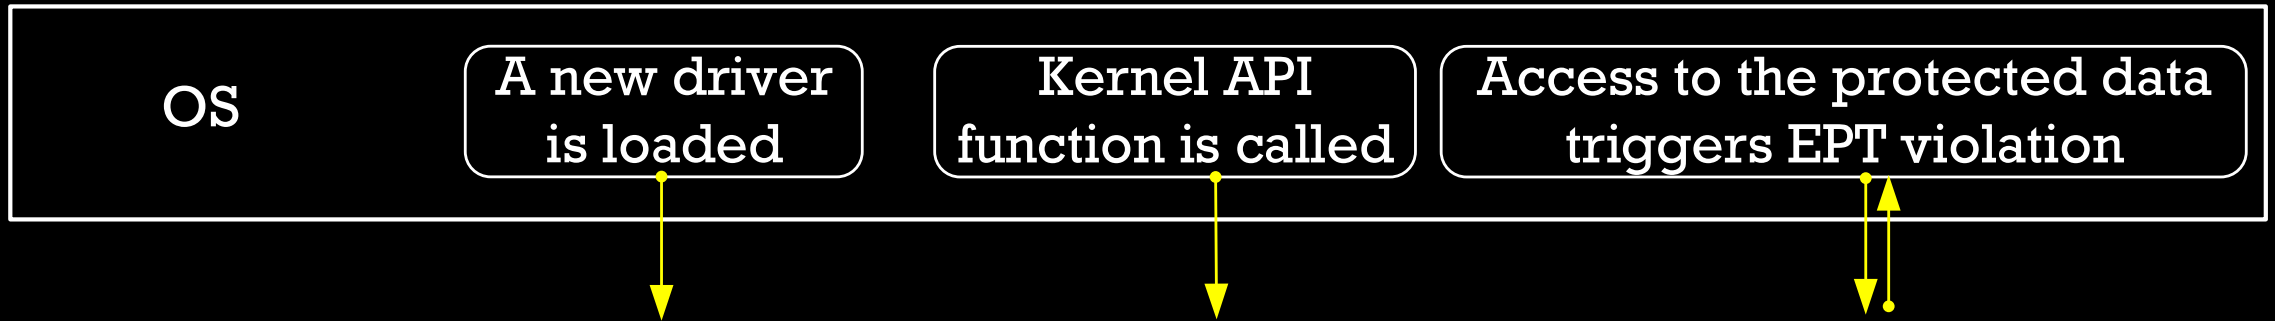 OS
A new driver
is loaded
Kernel API
function is called
Access to the protected data
triggers EPT violation